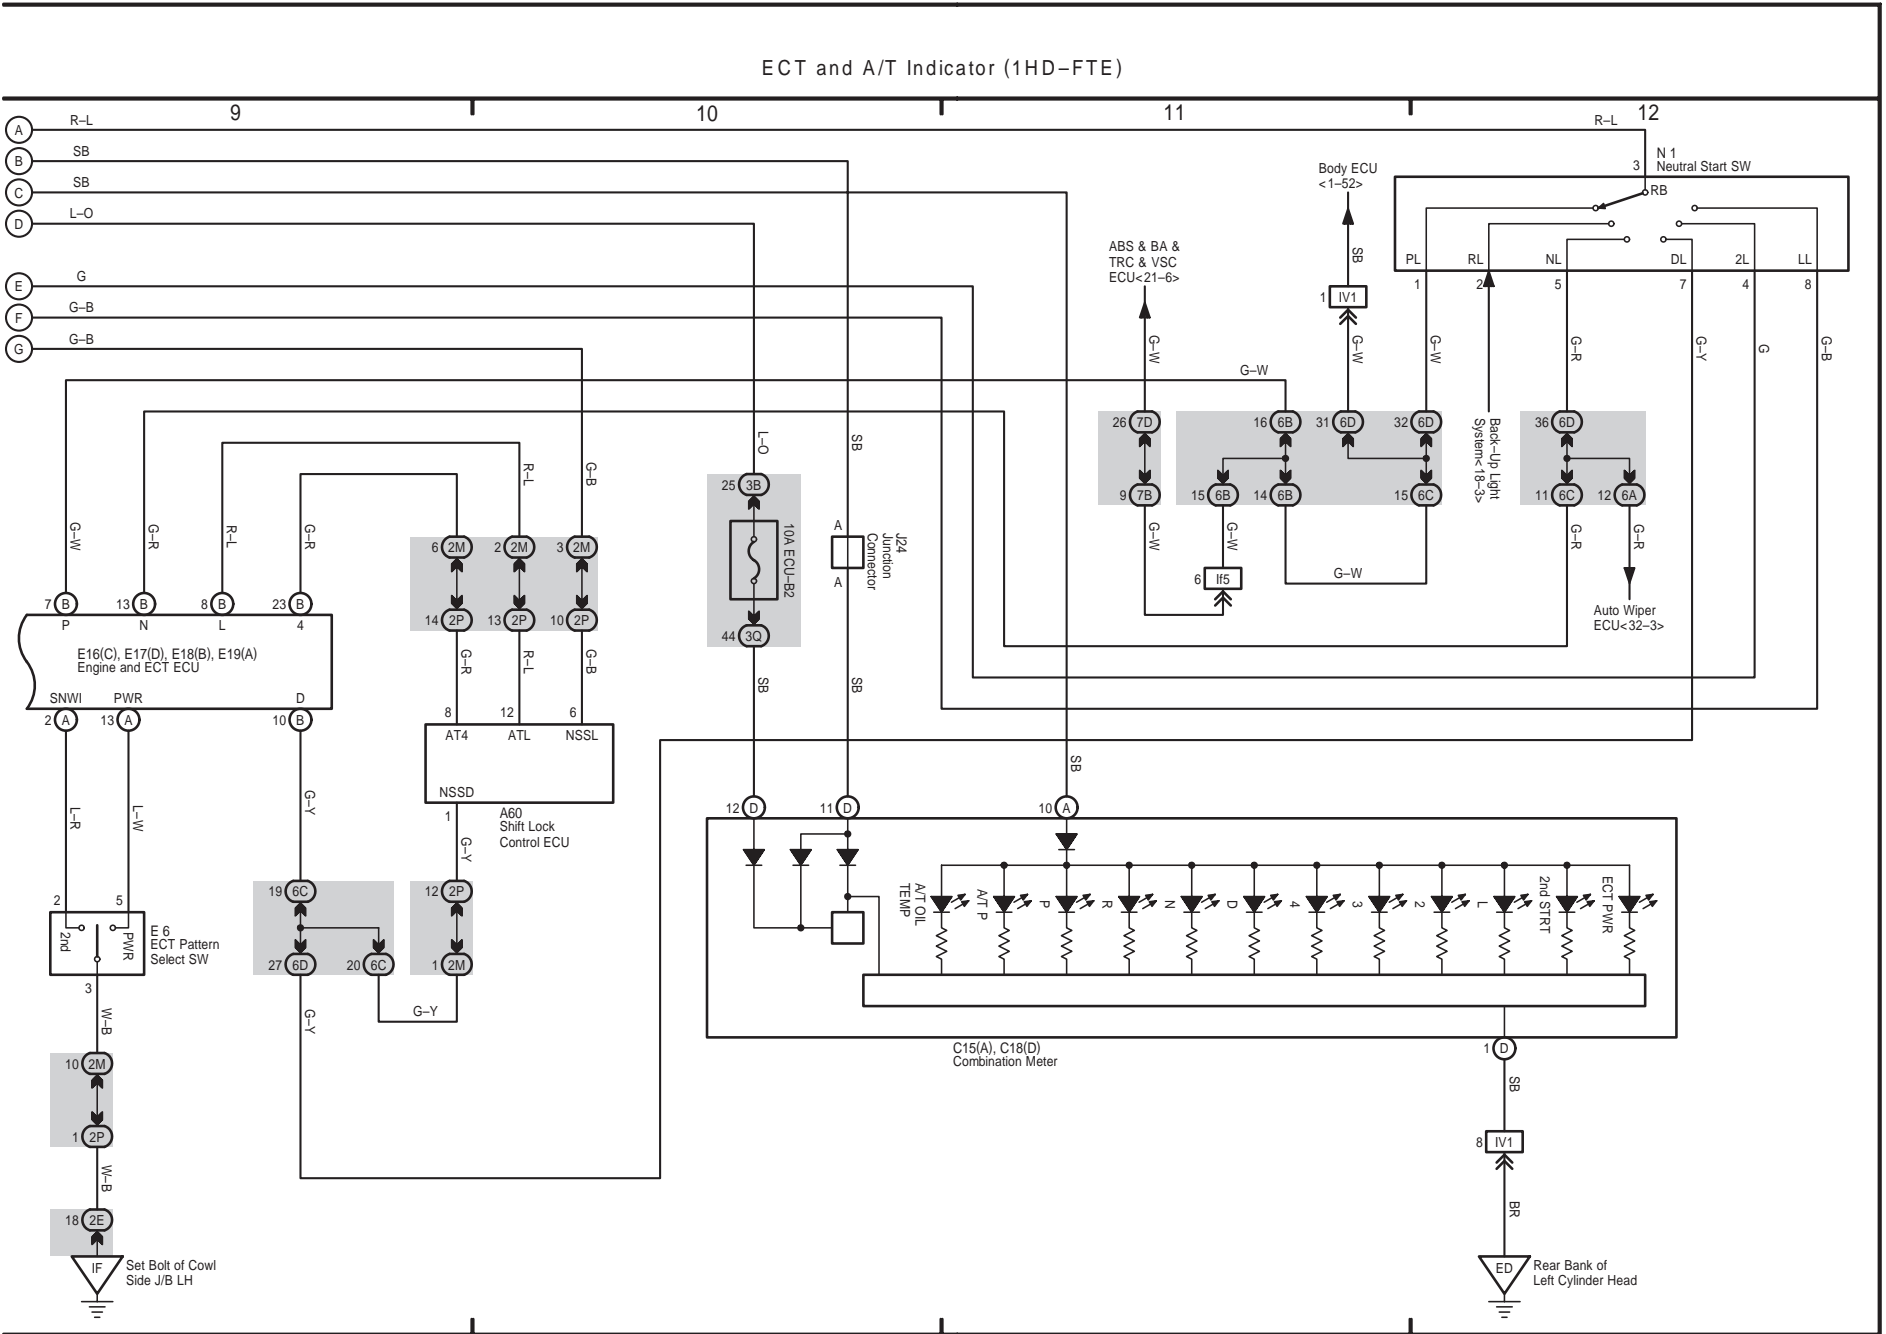 ECT and A/T Indicator (1HD–FTE)
9 10 11 12
A R–L R–L
B SB
C SB
D L–O
E G
F G–B
G G–B
N 1
3 Neutral Start SW
RB
PL RL NL DL 2L LL
1 2 5 7 4 8
Body ECU
<1–52>
SB
1 IV1
G–W
ABS & BA &
TRC & VSC
ECU<21–6>
G–W
G–W
G–W G–R G–Y G G–B
26 7D 16 6B 31 6D 32 6D 36 6D
9 7B 15 6B 14 6B 15 6C 11 6C 12 6A
Back–Up Light
System<18–3>
G–W G–W G–W G–R G–R
6 If5
Auto Wiper
ECU<32–3>
L–O SB
25 3B
10A ECU–B2
44 3Q
A
J24
Junction
Connector
A
SB SB
G–W G–R R–L G–R R–L G–B
6 2M 2 2M 3 2M
14 2P 13 2P 10 2P
G–R R–L G–B
7 B 13 B 8 B 23 B
P N L 4
E16(C), E17(D), E18(B), E19(A)
Engine and ECT ECU
SNWI PWR D
2 A 13 A 10 B
8 12 6
AT4 ATL NSSL
NSSD
1
A60
Shift Lock
Control ECU
L–R L–W G–Y G–Y
19 6C 12 2P
27 6D 20 6C 1 2M
G–Y G–Y
2 5
2nd PWR
E 6
ECT Pattern
Select SW
3
W–B
10 2M
1 2P
W–B
18 2E
IF
Set Bolt of Cowl
Side J/B LH
SB
12 D 11 D 10 A
A/T OIL
TEMP
A/T P
P
R
N
D
4
3
2
L
2nd STRT
ECT PWR
C15(A), C18(D)
Combination Meter
1 D
SB
8 IV1
BR
ED
Rear Bank of
Left Cylinder Head